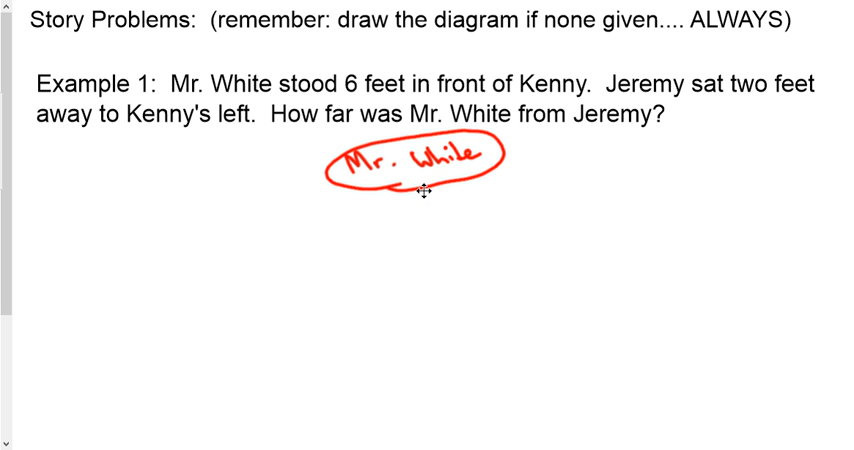 Story Problems:  (remember: draw the diagram if none given.... ALWAYS)
Example 1:  Mr. White stood 6 feet in front of Kenny.  Jeremy sat two feet
away to Kenny's left.  How far was Mr. White from Jeremy?
Mr. White